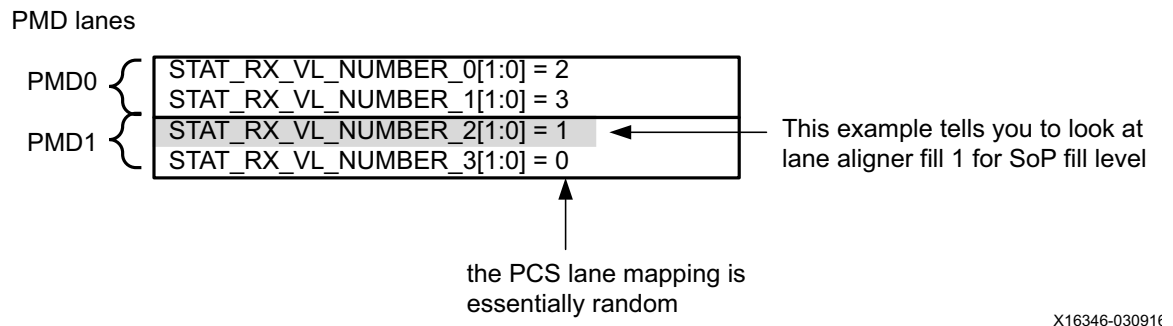 PMD lanes
PMD0
STAT_RX_VL_NUMBER_0[1:0] = 2
STAT_RX_VL_NUMBER_1[1:0] = 3
PMD1
STAT_RX_VL_NUMBER_2[1:0] = 1
STAT_RX_VL_NUMBER_3[1:0] = 0
This example tells you to look at
lane aligner fill 1 for SoP fill level
the PCS lane mapping is
essentially random
X16346-030916